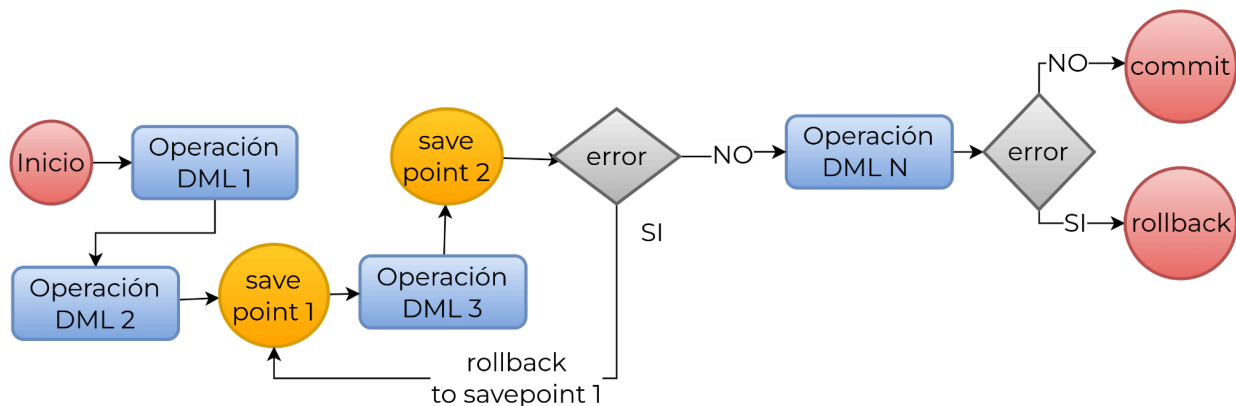 Inicio
Operación
DML 1
Operación
DML 2
save
point 1
Operación
DML 3
save
point 2
error
SI
rollback
to savepoint 1
NO
Operación
DML N
error
NO
commit
SI
rollback